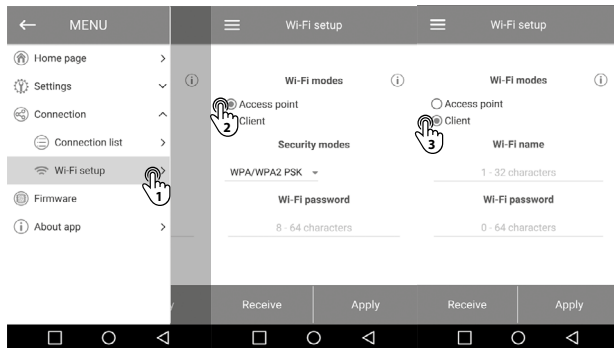 MENU
Home page
Settings
Connection
Connection list
Wi-Fi setup
1
Firmware
About app
y
Wi-Fi setup
Wi-Fi modes
i
Access point
2
Client
Security modes
WPA/WPA2 PSK
Wi-Fi password
8 - 64 characters
Receive
Apply
Wi-Fi setup
Wi-Fi modes
i
Access point
Client
3
Wi-Fi name
1 - 32 characters
Wi-Fi password
0 - 64 characters
Receive
Apply